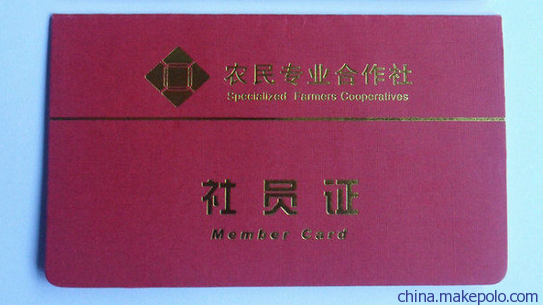 农民专业合作社
Specialized Farmers Cooperatives
社员证
Member Card
china.makepolo.com